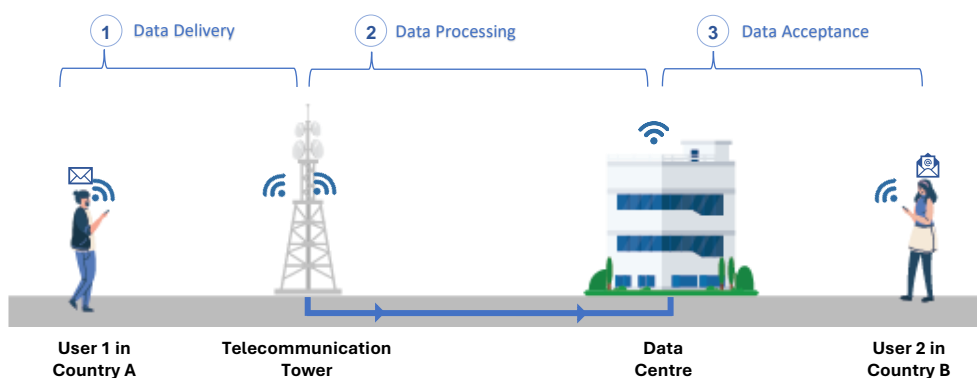 1 Data Delivery
2 Data Processing
3 Data Acceptance
@
User 1 in
Country A
Telecommunication
Tower
Data
Centre
User 2 in
Country B